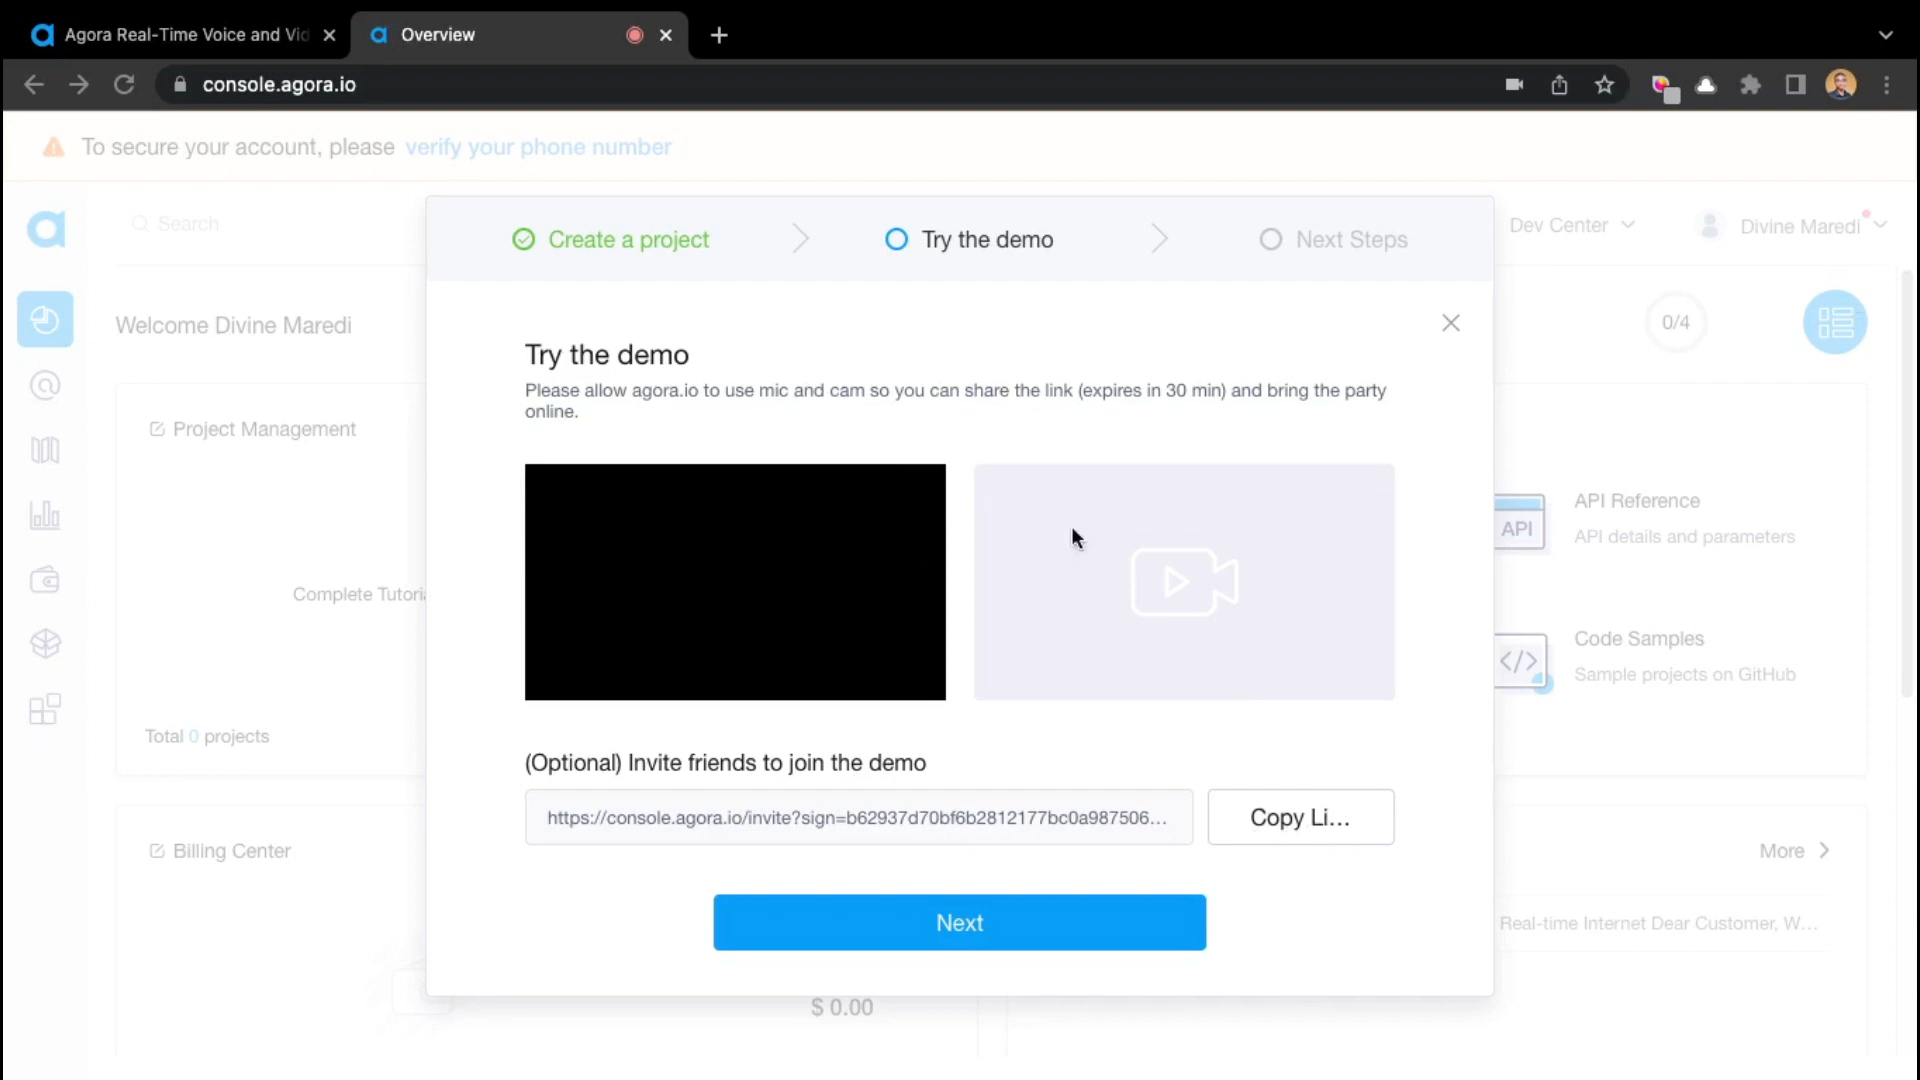 Agora Real-Time Voice and Vid
Overview
console.agora.io
To secure your account, please verify your phone number
Search
Create a project
Try the demo
Next Steps
Dev Center
Divine Maredi
Welcome Divine Maredi
0/4
Try the demo
Please allow agora.io to use mic and cam so you can share the link (expires in 30 min) and bring the party
online.
Project Management
Complete Tutoria
Total 0 projects
API
API Reference
API details and parameters
</>
Code Samples
Sample projects on GitHub
(Optional) Invite friends to join the demo
https://console.agora.io/invite?sign=b62937d70bf6b2812177bc0a987506...
Copy Li...
Next
Billing Center
$ 0.00
More
Real-time Internet Dear Customer, W...